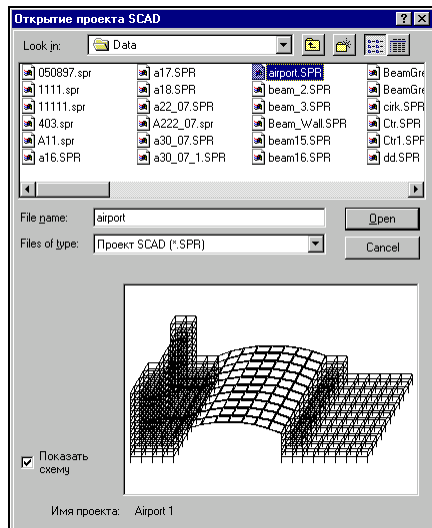 Открытие проекта SCAD
Look in: Data
050897.spr a17.SPR airport.SPR BeamGre
1111.spr a18.SPR beam_2.SPR BeamGre
11111.spr a22_07.SPR beam_3.SPR cirk.SPR
403.spr A222_07.spr Beam_Wall.SPR Ctr.SPR
A11.spr a30_07.SPR beam15.SPR Ctr1.SPR
a16.SPR a30_07_1.SPR beam16.SPR dd.SPR
File name: airport Open
Files of type: Проект SCAD (*.SPR) Cancel
Показать
схему
Имя проекта: Airport 1